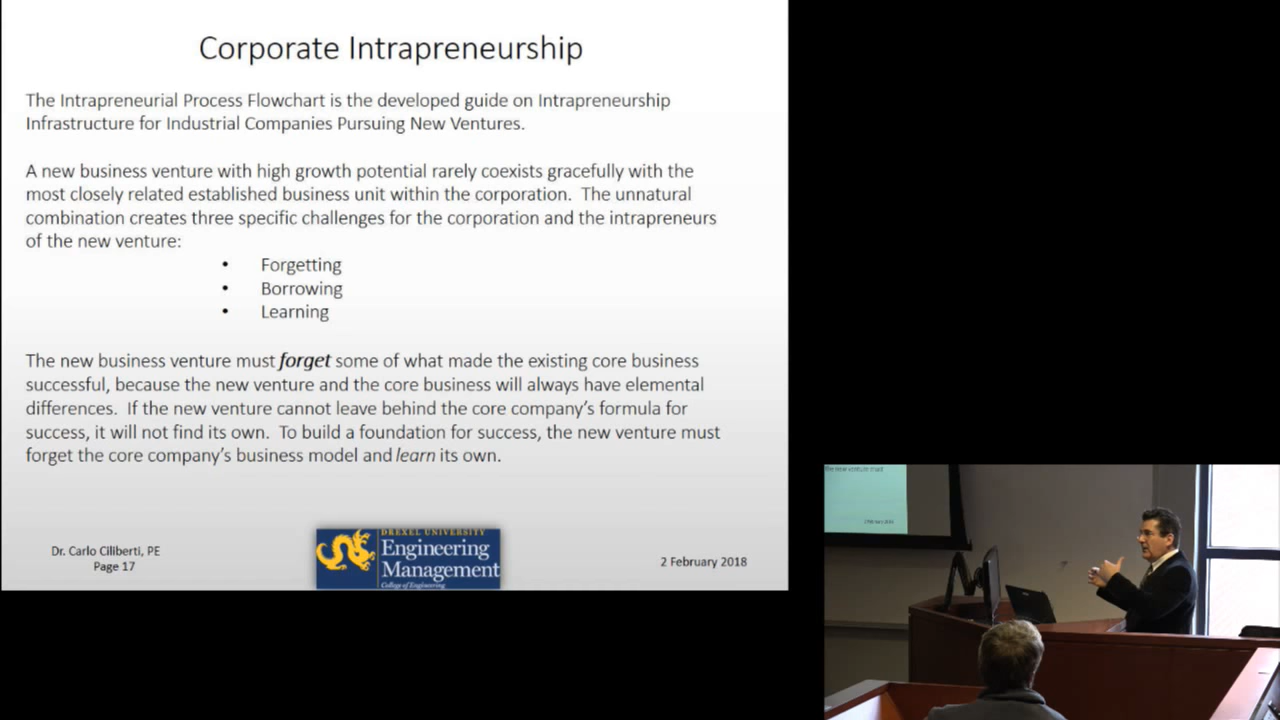 Corporate Intrapreneurship
The Intrapreneurial Process Flowchart is the developed guide on Intrapreneurship
Infrastructure for Industrial Companies Pursuing New Ventures.
A new business venture with high growth potential rarely coexists gracefully with the
most closely related established business unit within the corporation. The unnatural
combination creates three specific challenges for the corporation and the intrapreneurs
of the new venture:
• Forgetting
• Borrowing
• Learning
The new business venture must forget some of what made the existing core business
successful, because the new venture and the core business will always have elemental
differences. If the new venture cannot leave behind the core company's formula for
success, it will not find its own. To build a foundation for success, the new venture must
forget the core company's business model and learn its own.
Dr. Carlo Ciliberti, PE
Page 17
DREXEL UNIVERSITY
Engineering
Management
College of Engineering
2 February 2018
the new venture must
2 February 2018